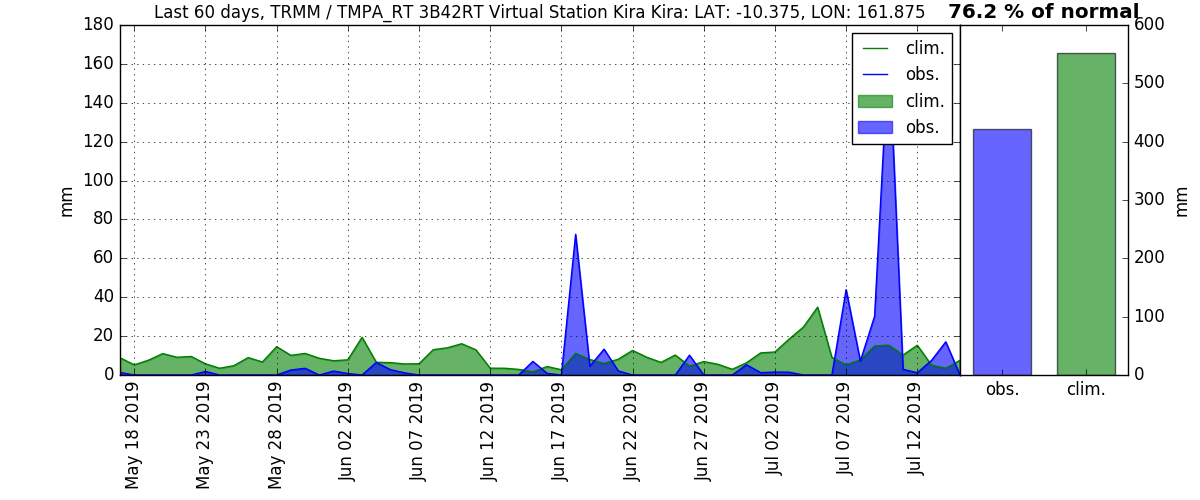 Last 60 days, TRMM / TMPA_RT 3B42RT Virtual Station Kira Kira: LAT: -10.375, LON: 161.875
76.2 % of normal
180
160
140
120
100
80
60
40
20
0
mm
clim.
obs.
clim.
obs.
May 18 2019
May 23 2019
May 28 2019
Jun 02 2019
Jun 07 2019
Jun 12 2019
Jun 17 2019
Jun 22 2019
Jun 27 2019
Jul 02 2019
Jul 07 2019
Jul 12 2019
600
500
400
300
200
100
0
mm
obs.
clim.